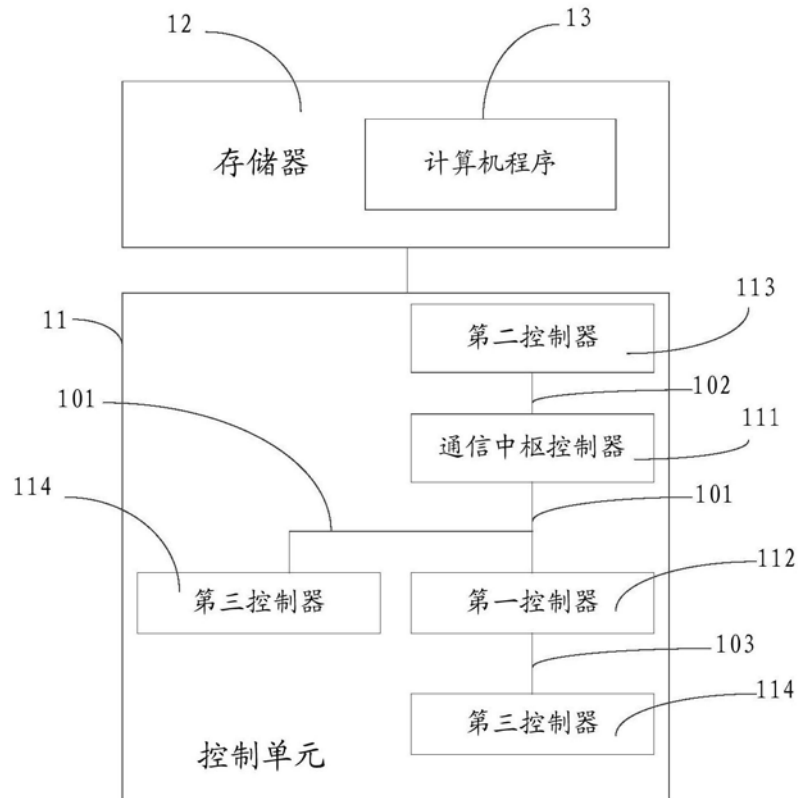 12
13
存储器
计算机程序
11
113
第二控制器
102
101
通信中枢控制器
111
114
101
第三控制器
第一控制器
112
103
第三控制器
114
控制单元